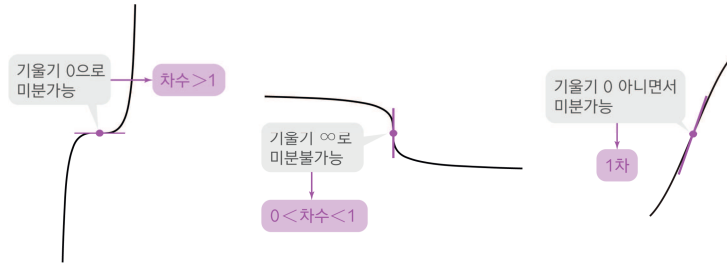 기울기 0으로
미분가능
차수>1
기울기 ∞로
미분불가능
0<차수<1
기울기 0 아니면서
미분가능
1차